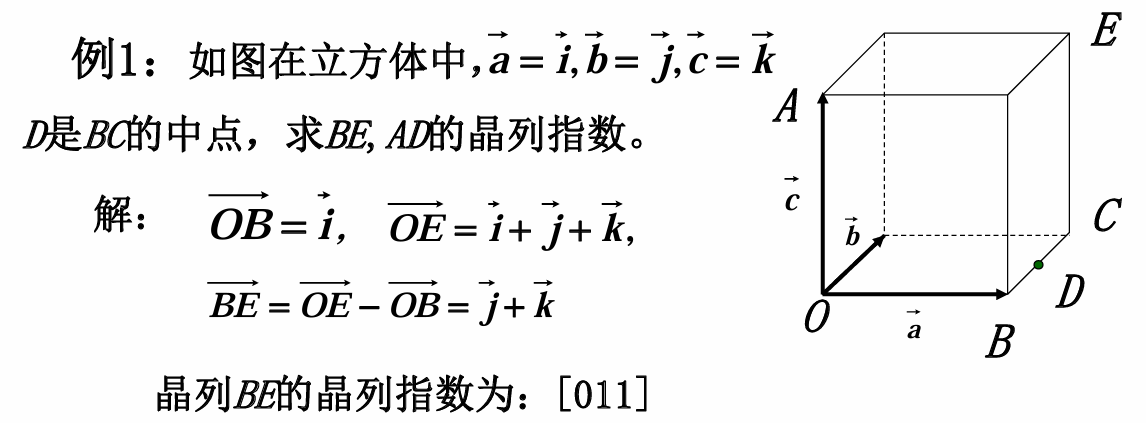 例1：如图在立方体中,$\vec{a}=\vec{i},\vec{b}=\vec{j},\vec{c}=\vec{k}$
D是BC的中点，求BE,AD的晶列指数。
解： $\overrightarrow{OB}=\vec{i}$， $\overrightarrow{OE}=\vec{i}+\vec{j}+\vec{k}$,
$\overrightarrow{BE}=\overrightarrow{OE}-\overrightarrow{OB}=\vec{j}+\vec{k}$
晶列BE的晶列指数为：[011]
E
A
$\vec{c}$
C
$\vec{b}$
D
O
$\vec{a}$
B